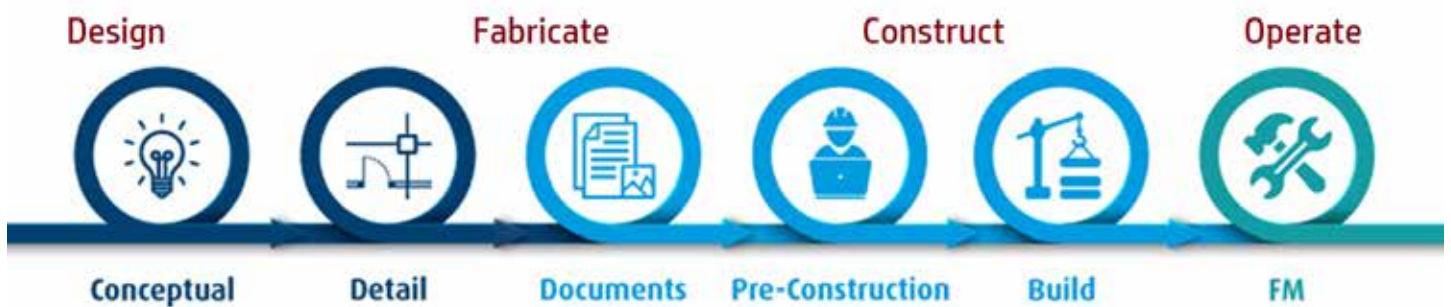 Design Fabricate Construct Operate
Conceptual Detail Documents Pre-Construction Build FM